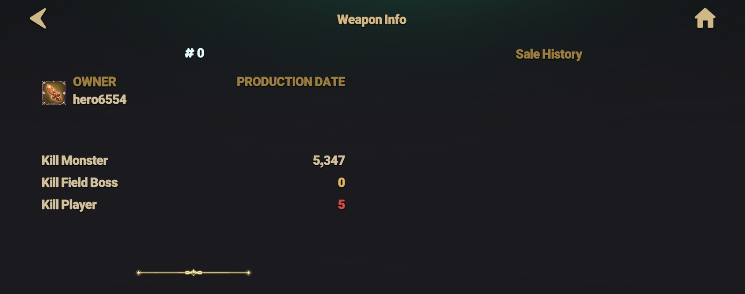 Weapon Info
# 0
Sale History
OWNER
PRODUCTION DATE
hero6554
Kill Monster 5,347
Kill Field Boss 0
Kill Player 5